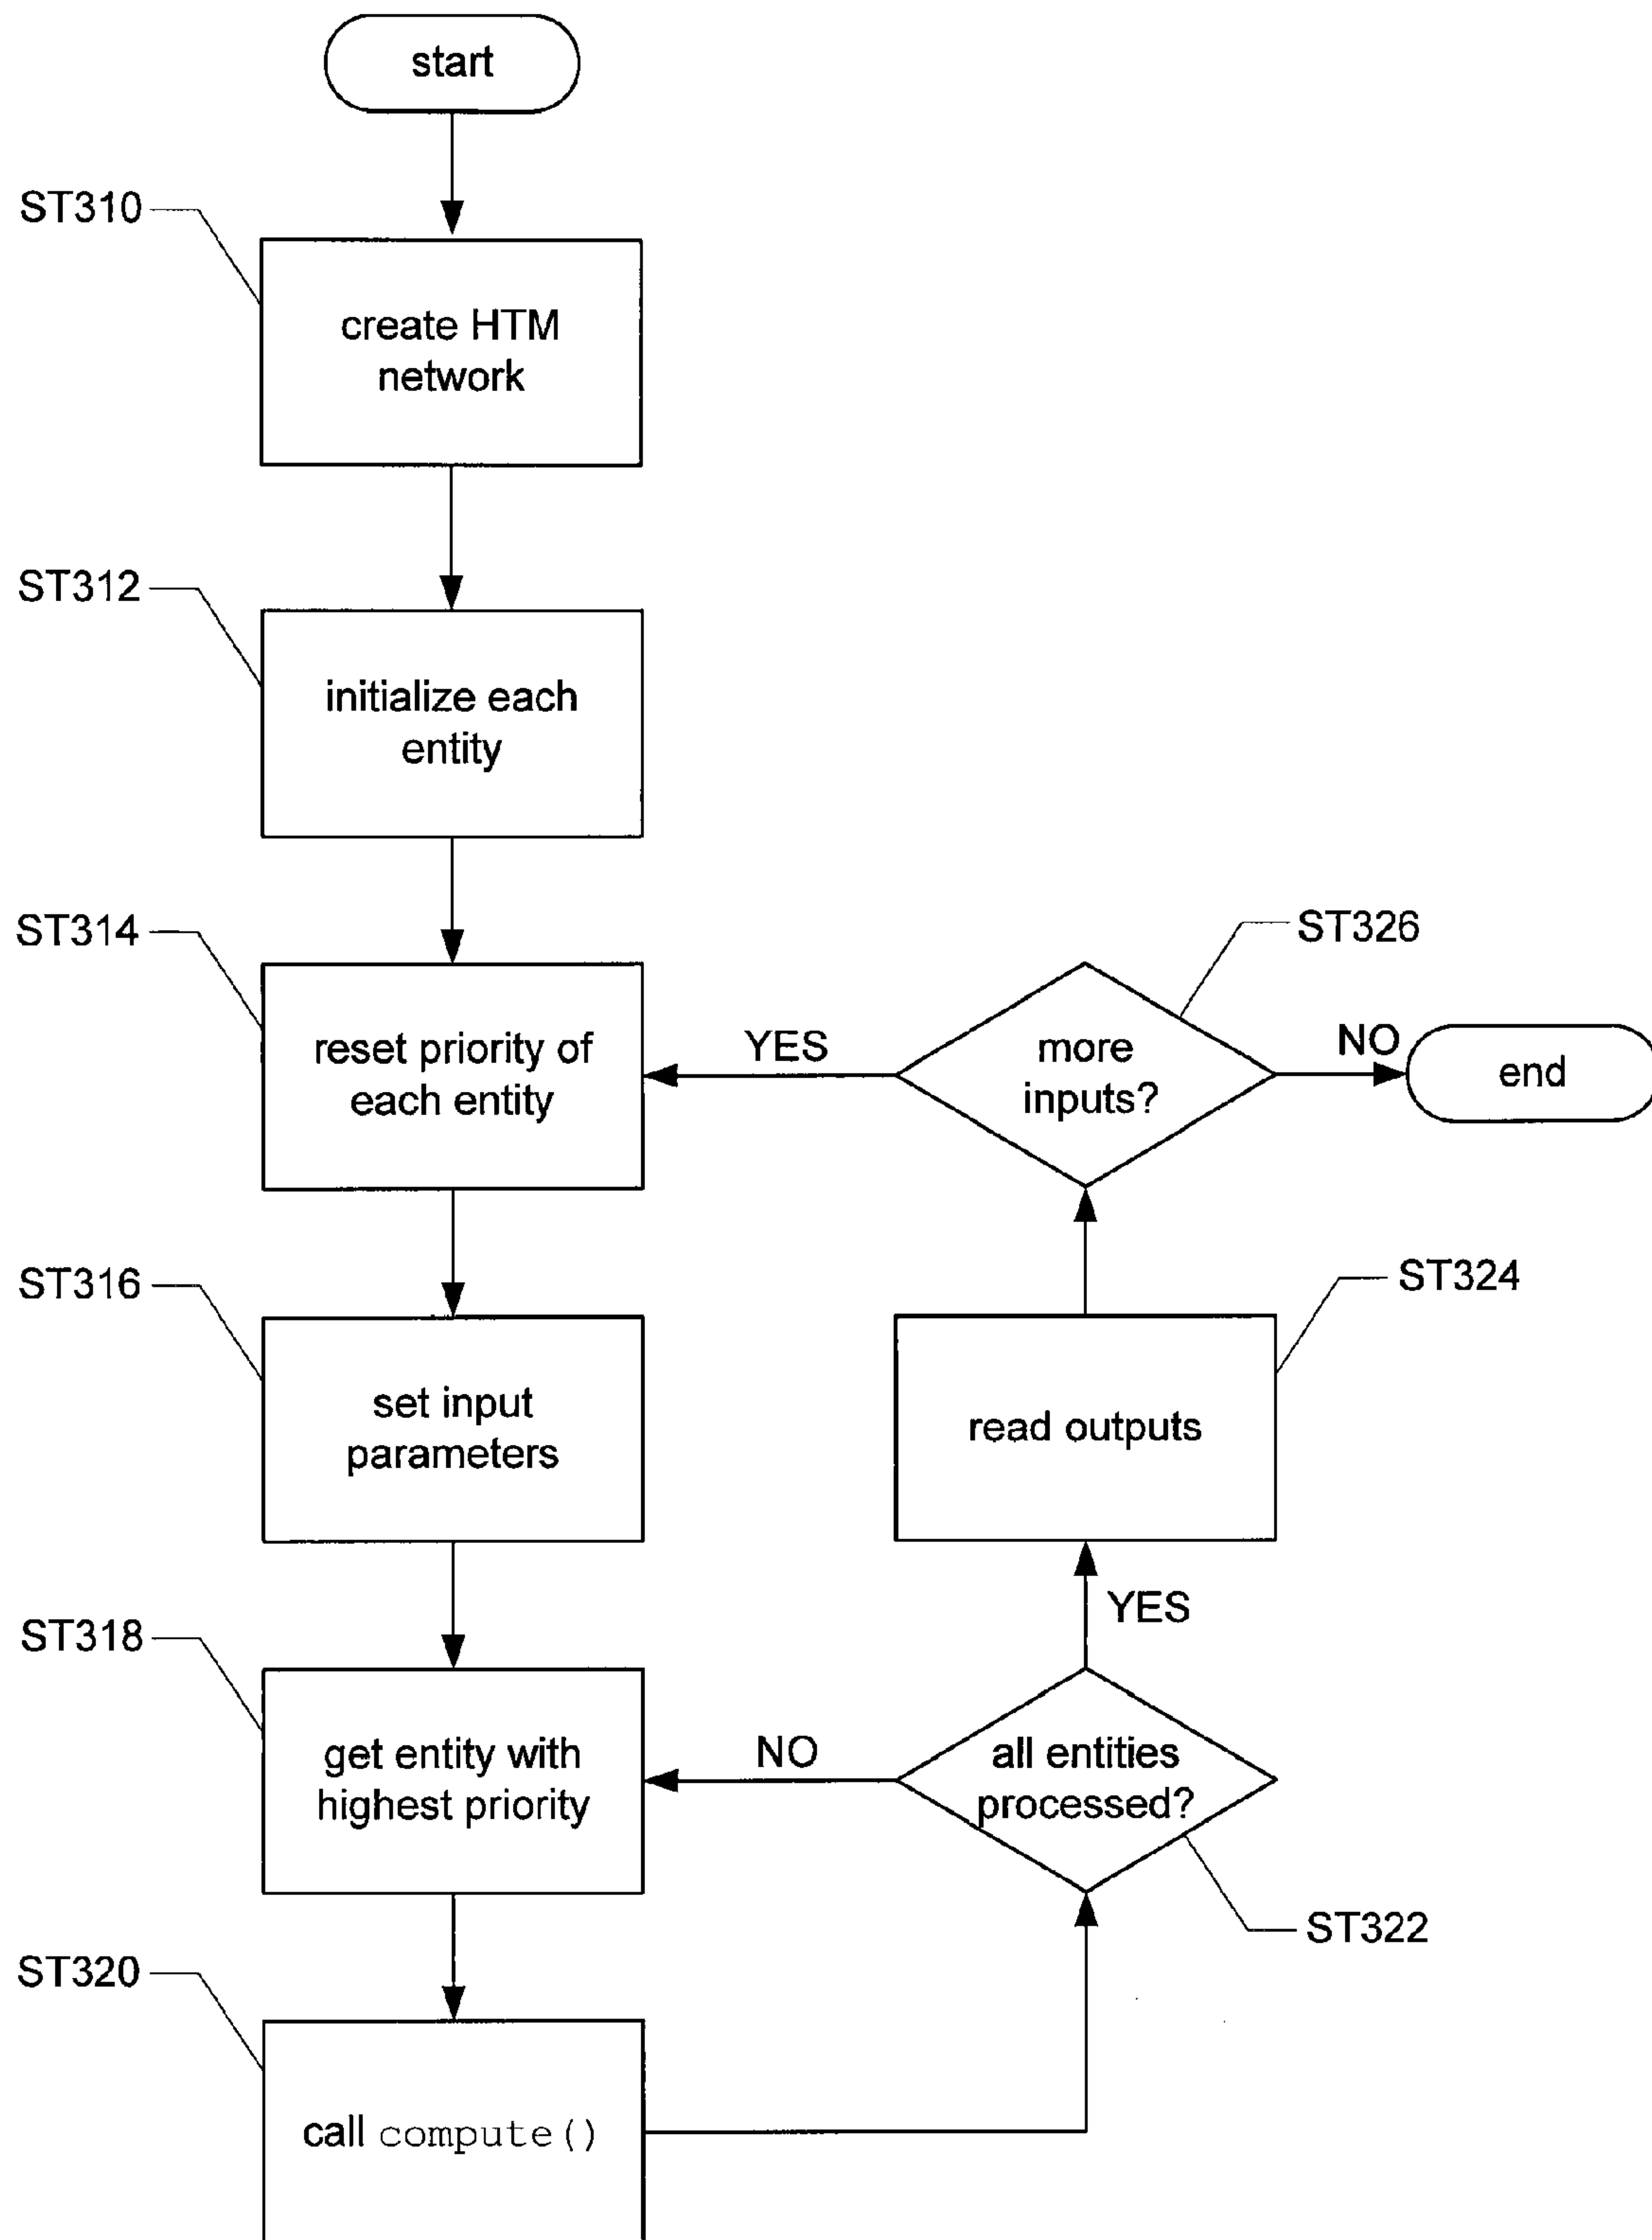 start
ST310
create HTM
network
ST312
initialize each
entity
ST314
reset priority of
each entity
YES
more
inputs?
ST326
NO
end
ST316
set input
parameters
ST324
read outputs
YES
ST318
get entity with
highest priority
NO
all entities
processed?
ST322
ST320
call compute()